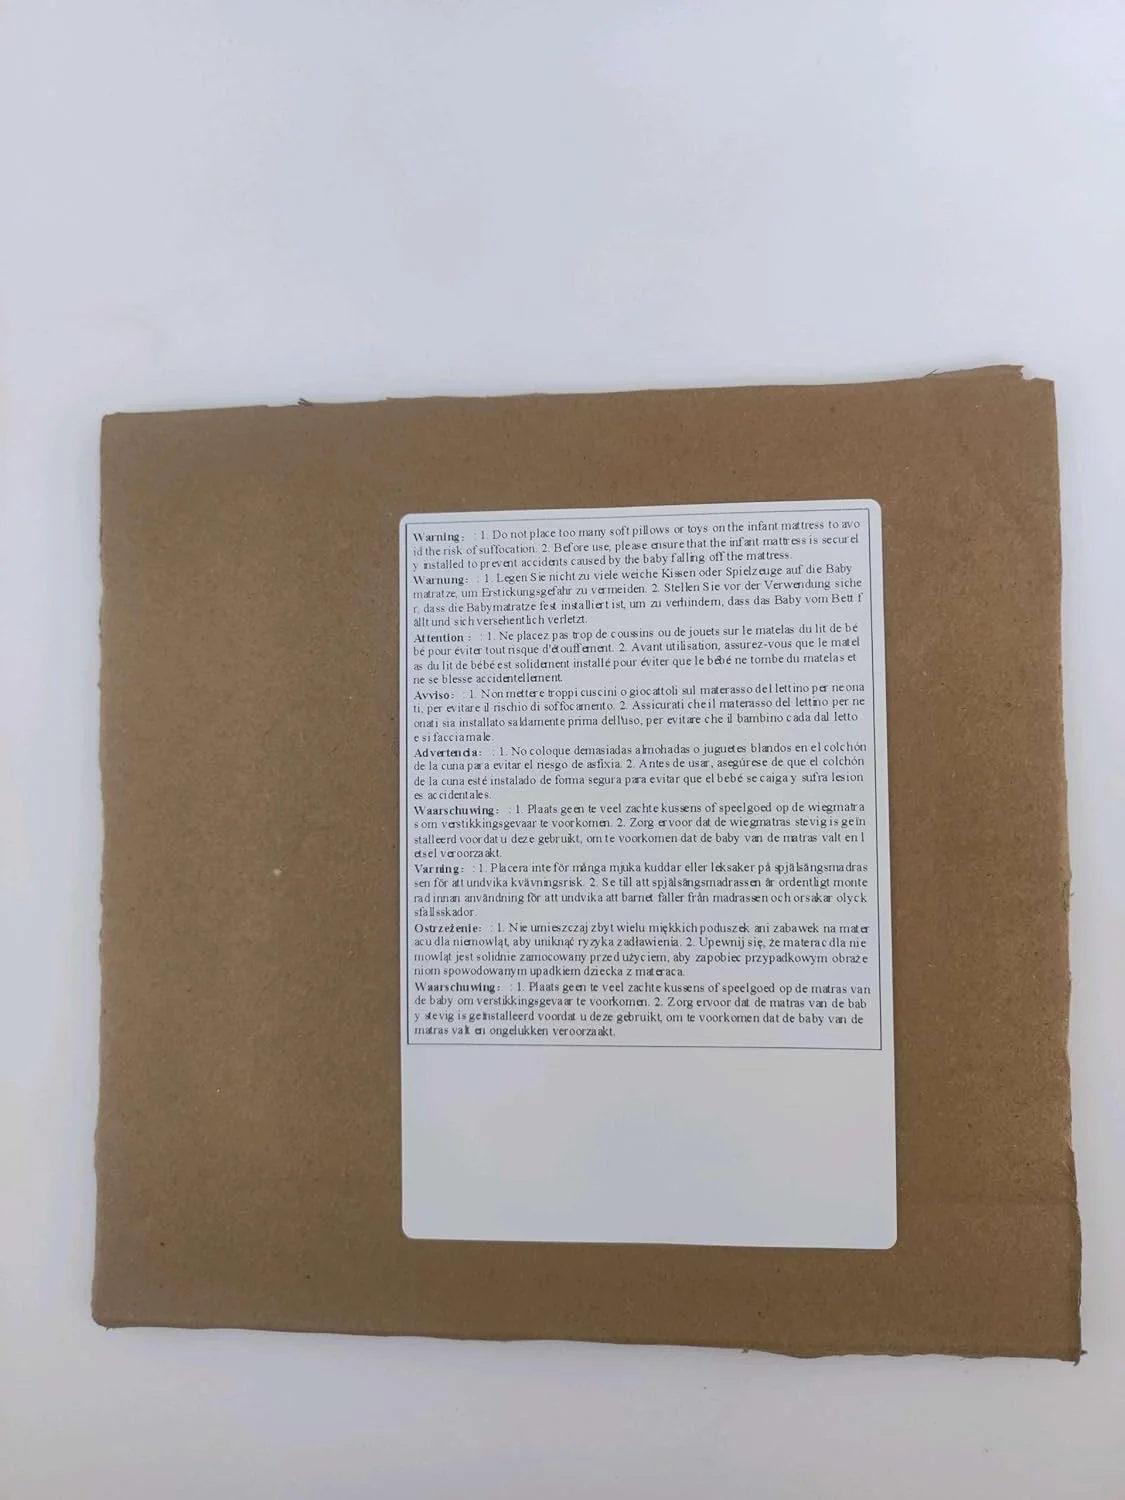 Warning: : 1. Do not place too many soft pillows or toys on the infant mattress to avo
id the risk of suffocation. 2. Before use, please ensure that the infant mattress is securel
y installed to prevent accidents caused by the baby falling off the mattress.
Warnung: : 1. Legen Sie nicht zu viele weiche Kissen oder Spielzeuge auf die Baby
matratze, um Erstickungsgefahr zu vermeiden. 2. Stellen Sie vor der Verwendung siche
r, dass die Babymatratze fest installiert ist, um zu verhindern, dass das Baby vom Bett f
ällt und sich versehentlich verletzt.
Attention : : 1. Ne placez pas trop de coussins ou de jouets sur le matelas du lit de bé
bé pour éviter tout risque d'étouffement. 2. Avant utilisation, assurez-vous que le matel
as du lit de bébé est solidement installé pour éviter que le bébé ne tombe du matelas et
ne se blesse accidentellement.
Avviso: : 1. Non mettere troppi cuscini o giocattoli sul materasso del lettino per neona
ti, per evitare il rischio di soffocamento. 2. Assicurati che il materasso del lettino per ne
onati sia installato saldamente prima dell'uso, per evitare che il bambino cada dal letto
e si faccia male.
Advertencia: : 1. No coloque demasiadas almohadas o juguetes blandos en el colchón
de la cuna para evitar el riesgo de asfixia. 2. Antes de usar, asegúrese de que el colchón
de la cuna esté instalado de forma segura para evitar que el bebé se caiga y sufra lesion
es accidentales.
Waarschuwing: : 1. Plaats geen te veel zachte kussens of speelgoed op de wiegmatra
s om verstikkingsgevaar te voorkomen. 2. Zorg ervoor dat de wiegmatras stevig is geïn
stalleerd voordat u deze gebruikt, om te voorkomen dat de baby van de matras valt en l
etsel veroorzaakt.
Varning: : 1. Placera inte för många mjuka kuddar eller leksaker på spjälsängsmadras
sen för att undvika kvävningsrisk. 2. Se till att spjälsängsmadrassen är ordentligt monte
rad innan användning för att undvika att barnet faller från madrassen och orsakar olyck
sfallsskador.
Ostrzeżenie: : 1. Nie umieszczaj zbyt wielu miękkich poduszek ani zabawek na mater
acu dla niemowląt, aby uniknąć ryzyka zadławienia. 2. Upewnij się, że materac dla nie
mowląt jest solidnie zamocowany przed użyciem, aby zapobiec przypadkowym obraże
niom spowodowanym upadkiem dziecka z materaca.
Waarschuwing: : 1. Plaats geen te veel zachte kussens of speelgoed op de matras van
de baby om verstikkingsgevaar te voorkomen. 2. Zorg ervoor dat de matras van de bab
y stevig is geïnstalleerd voordat u deze gebruikt, om te voorkomen dat de baby van de
matras valt en ongelukken veroorzaakt.